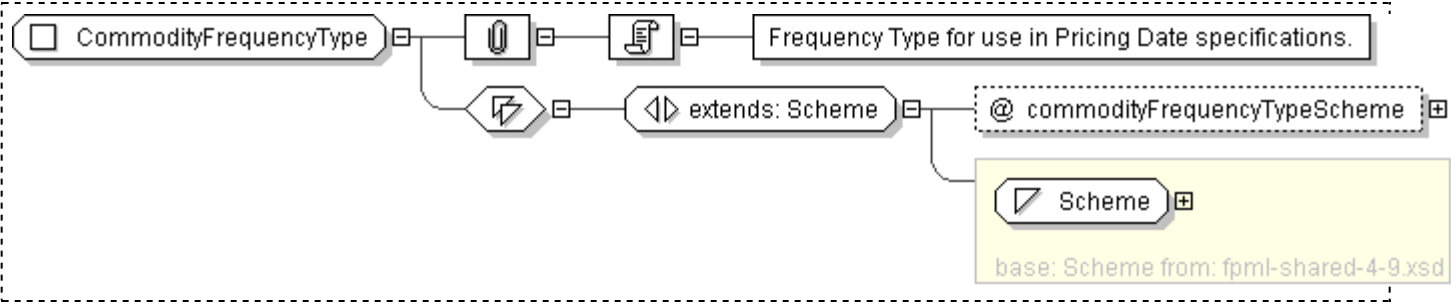 CommodityFrequencyType
Frequency Type for use in Pricing Date specifications.
extends: Scheme
@ commodityFrequencyTypeScheme
Scheme
base: Scheme from: fpml-shared-4-9.xsd